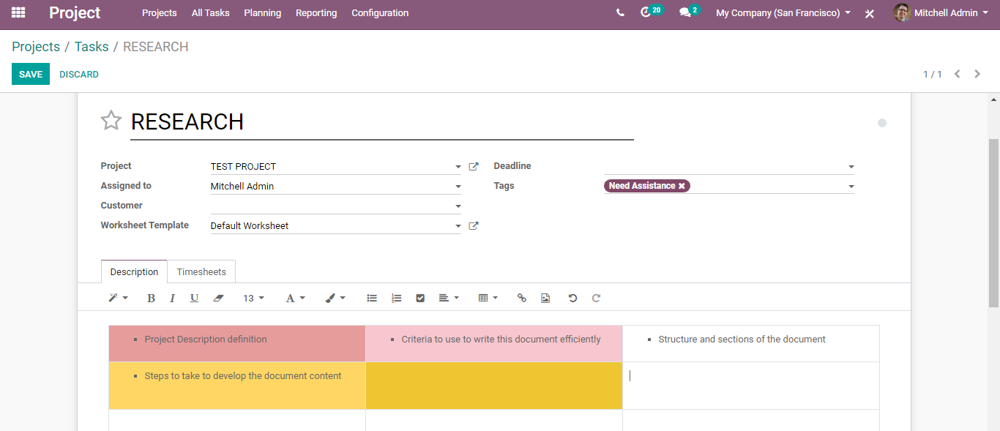 Project Projects All Tasks Planning Reporting Configuration 20 2 My Company (San Francisco) Mitchell Admin
Projects / Tasks / RESEARCH
SAVE DISCARD 1 / 1
RESEARCH
Project TEST PROJECT Deadline
Assigned to Mitchell Admin Tags Need Assistance ✖
Customer
Worksheet Template Default Worksheet
Description Timesheets
B I U 13 A
▪ Project Description definition ▪ Criteria to use to write this document efficiently ▪ Structure and sections of the document
▪ Steps to take to develop the document content